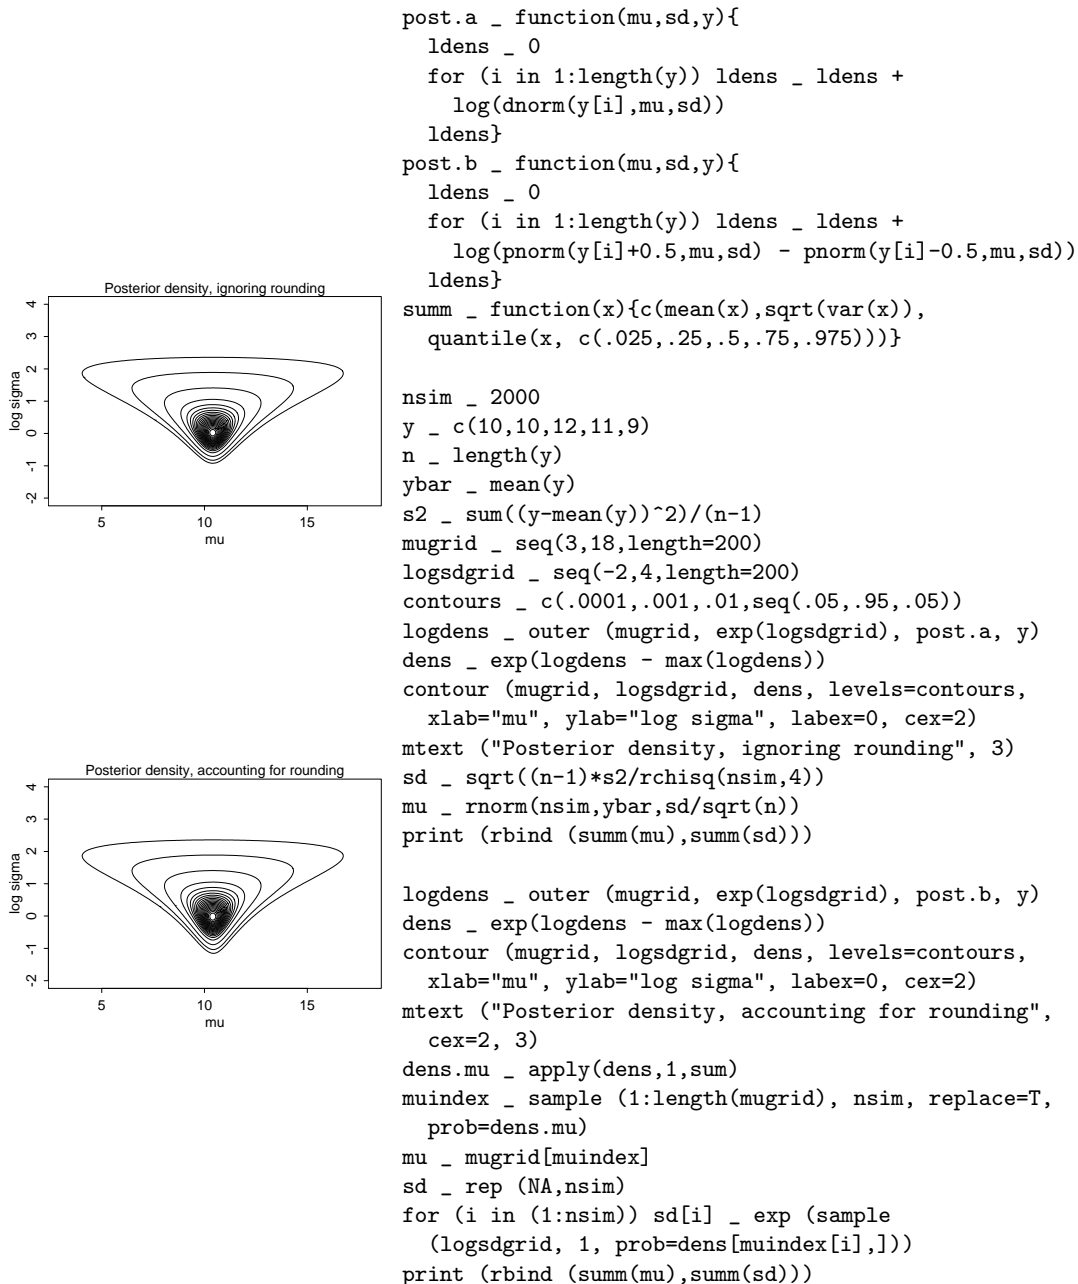 post.a _ function(mu,sd,y){
  ldens _ 0
  for (i in 1:length(y)) ldens _ ldens +
    log(dnorm(y[i],mu,sd))
  ldens}
post.b _ function(mu,sd,y){
  ldens _ 0
  for (i in 1:length(y)) ldens _ ldens +
    log(pnorm(y[i]+0.5,mu,sd) - pnorm(y[i]-0.5,mu,sd))
  ldens}
summ _ function(x){c(mean(x),sqrt(var(x)),
  quantile(x, c(.025,.25,.5,.75,.975)))}
nsim _ 2000
y _ c(10,10,12,11,9)
n _ length(y)
ybar _ mean(y)
s2 _ sum((y-mean(y))^2)/(n-1)
mugrid _ seq(3,18,length=200)
logsdgrid _ seq(-2,4,length=200)
contours _ c(.0001,.001,.01,seq(.05,.95,.05))
logdens _ outer (mugrid, exp(logsdgrid), post.a, y)
dens _ exp(logdens - max(logdens))
contour (mugrid, logsdgrid, dens, levels=contours,
  xlab="mu", ylab="log sigma", labex=0, cex=2)
mtext ("Posterior density, ignoring rounding", 3)
sd _ sqrt((n-1)*s2/rchisq(nsim,4))
mu _ rnorm(nsim,ybar,sd/sqrt(n))
print (rbind (summ(mu),summ(sd)))
logdens _ outer (mugrid, exp(logsdgrid), post.b, y)
dens _ exp(logdens - max(logdens))
contour (mugrid, logsdgrid, dens, levels=contours,
  xlab="mu", ylab="log sigma", labex=0, cex=2)
mtext ("Posterior density, accounting for rounding",
  cex=2, 3)
dens.mu _ apply(dens,1,sum)
muindex _ sample (1:length(mugrid), nsim, replace=T,
  prob=dens.mu)
mu _ mugrid[muindex]
sd _ rep (NA,nsim)
for (i in (1:nsim)) sd[i] _ exp (sample
  (logsdgrid, 1, prob=dens[muindex[i],]))
print (rbind (summ(mu),summ(sd)))
Posterior density, ignoring rounding
log sigma
4
3
2
1
0
-1
-2
5 10 15
mu
Posterior density, accounting for rounding
log sigma
4
3
2
1
0
-1
-2
5 10 15
mu